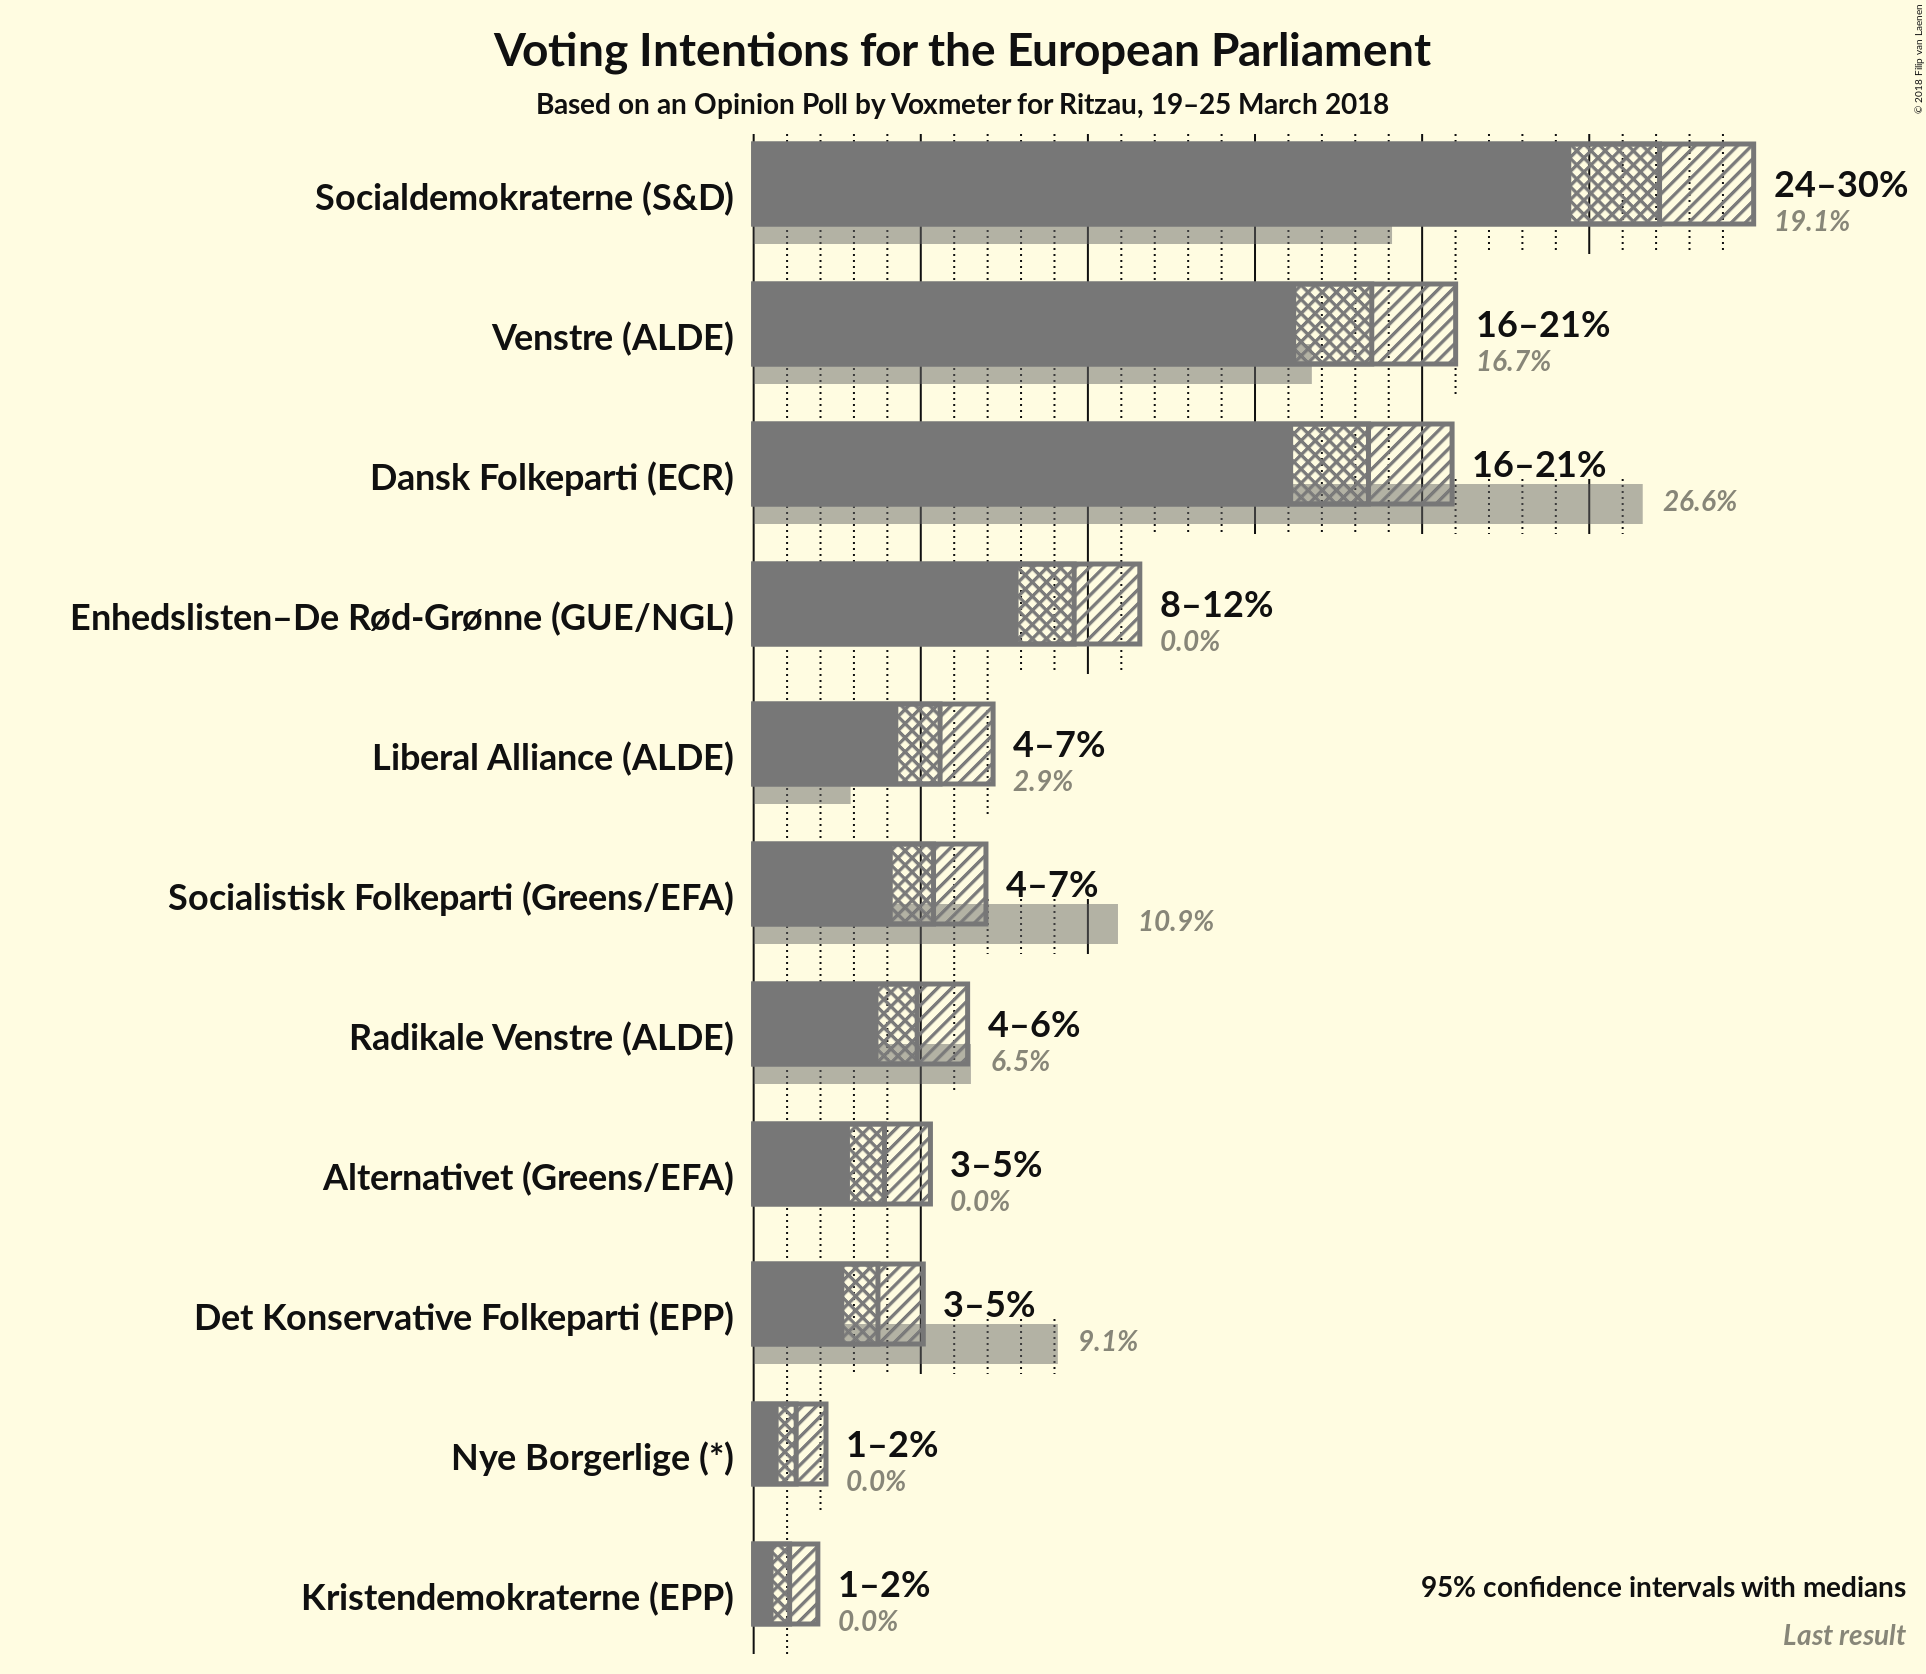 Voting Intentions for the European Parliament
Based on an Opinion Poll by Voxmeter for Ritzau, 19–25 March 2018
© 2018 Filip van Laenen
Socialdemokraterne (S&D)
24–30%
19.1%
Venstre (ALDE)
16–21%
16.7%
Dansk Folkeparti (ECR)
16–21%
26.6%
Enhedslisten–De Rød-Grønne (GUE/NGL)
8–12%
0.0%
Liberal Alliance (ALDE)
4–7%
2.9%
Socialistisk Folkeparti (Greens/EFA)
4–7%
10.9%
Radikale Venstre (ALDE)
4–6%
6.5%
Alternativet (Greens/EFA)
3–5%
0.0%
Det Konservative Folkeparti (EPP)
3–5%
9.1%
Nye Borgerlige (*)
1–2%
0.0%
Kristendemokraterne (EPP)
1–2%
0.0%
95% confidence intervals with medians
Last result